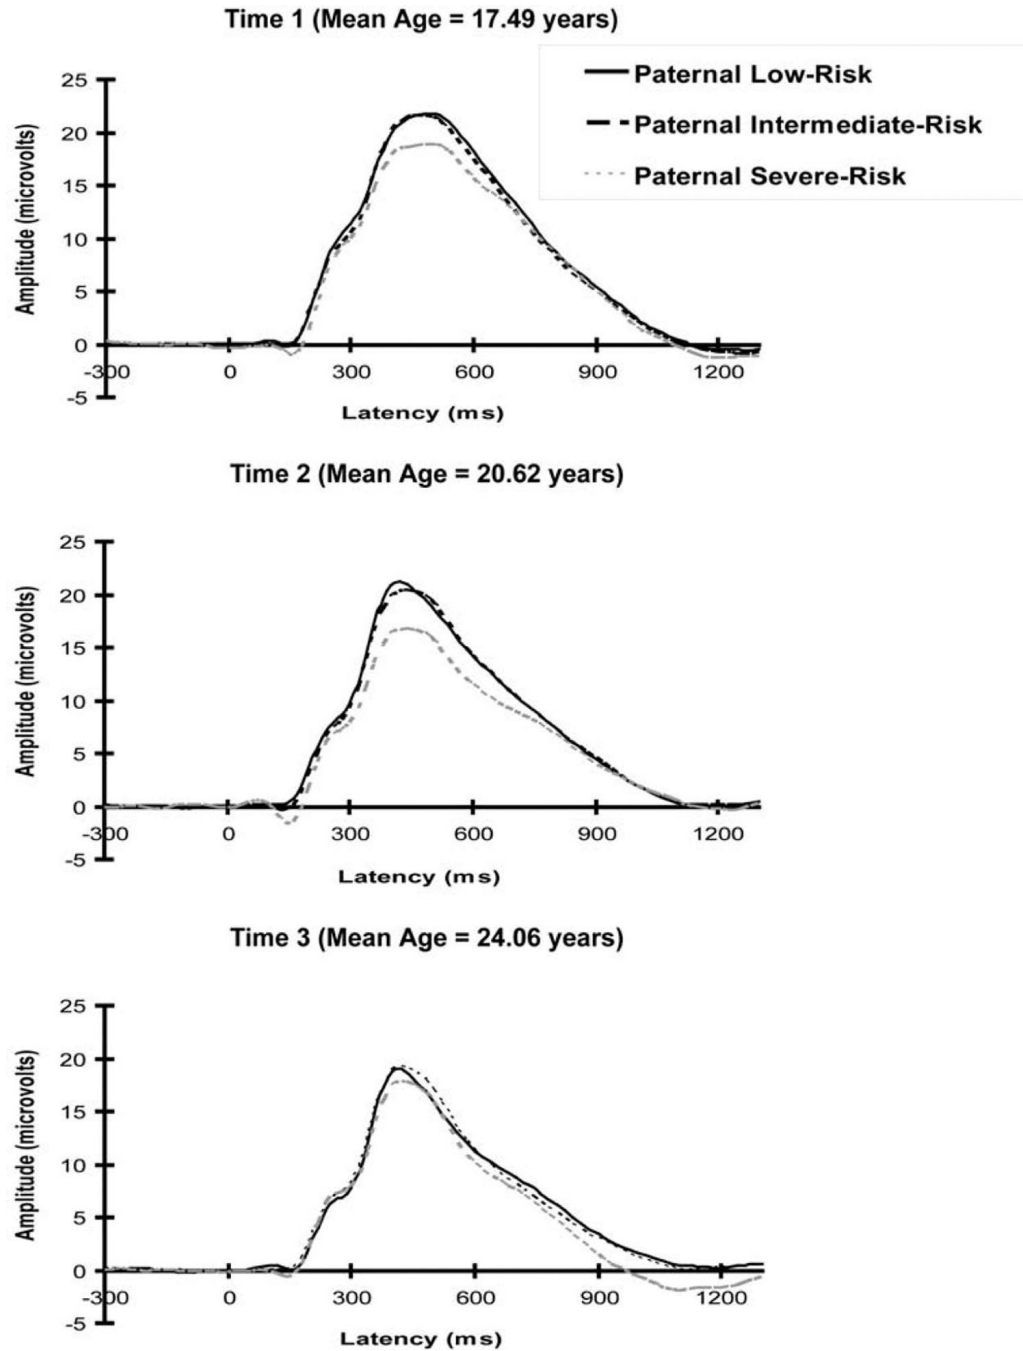 Time 1 (Mean Age = 17.49 years)
Paternal Low-Risk
Paternal Intermediate-Risk
Paternal Severe-Risk
Amplitude (microvolts)
25
20
15
10
5
0
-5
-300 0 300 600 900 1200
Latency (ms)
Time 2 (Mean Age = 20.62 years)
Amplitude (microvolts)
25
20
15
10
5
0
-5
-300 0 300 600 900 1200
Latency (ms)
Time 3 (Mean Age = 24.06 years)
Amplitude (microvolts)
25
20
15
10
5
0
-5
-300 0 300 600 900 1200
Latency (ms)